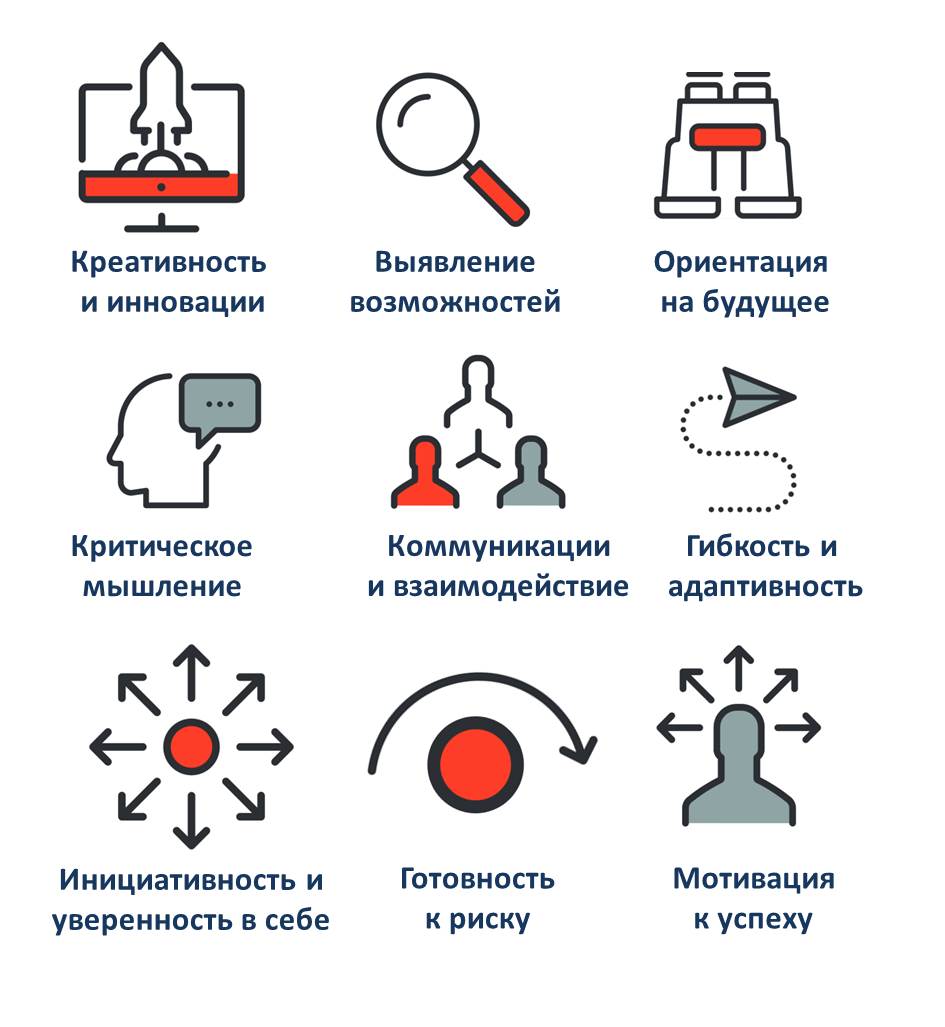 Креативность
и инновации
Выявление
возможностей
Ориентация
на будущее
Критическое
мышление
Коммуникации
и взаимодействие
Гибкость и
адаптивность
Инициативность и
уверенность в себе
Готовность
к риску
Мотивация
к успеху